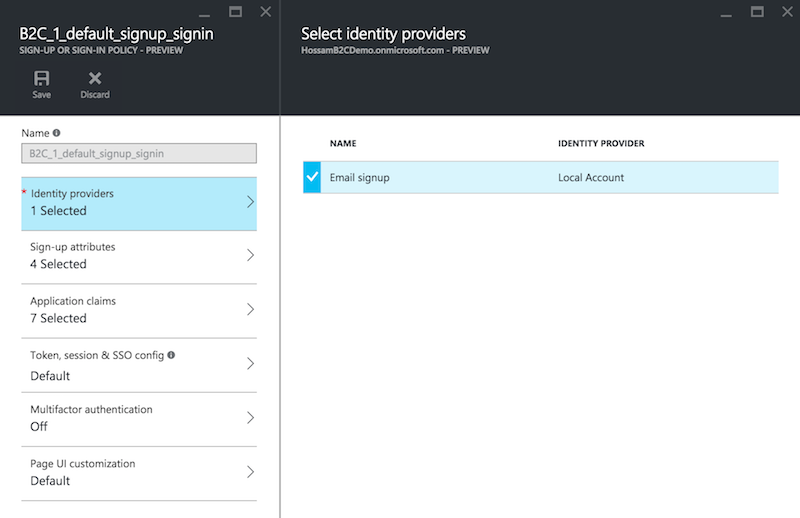 B2C_1_default_signup_signin
SIGN-UP OR SIGN-IN POLICY - PREVIEW
Save
Discard
Name
B2C_1_default_signup_signin
* Identity providers
1 Selected
Sign-up attributes
4 Selected
Application claims
7 Selected
Token, session & SSO config
Default
Multifactor authentication
Off
Page UI customization
Default
Select identity providers
HossamB2CDemo.onmicrosoft.com - PREVIEW
NAME IDENTITY PROVIDER
Email signup Local Account